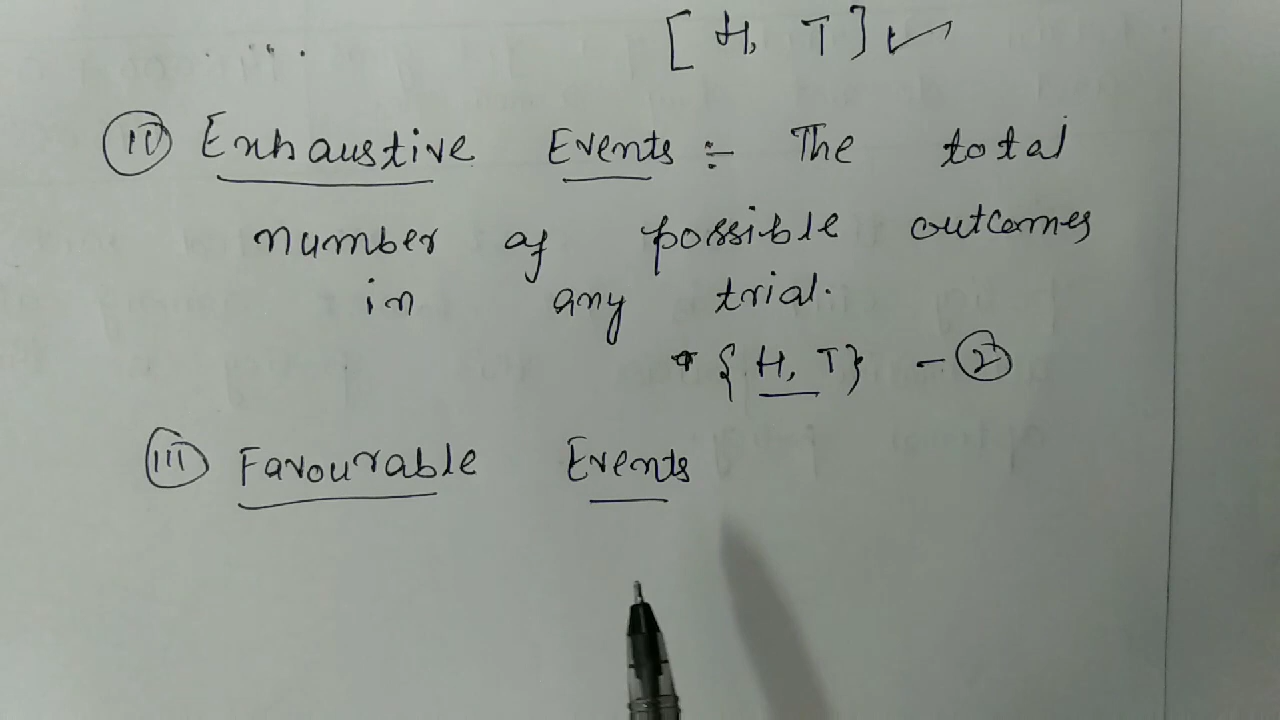 [H, T] ✓
(ii) Exhaustive Events :- The total
number of possible outcomes
in any trial.
{H, T} - (2)
(iii) Favourable Events